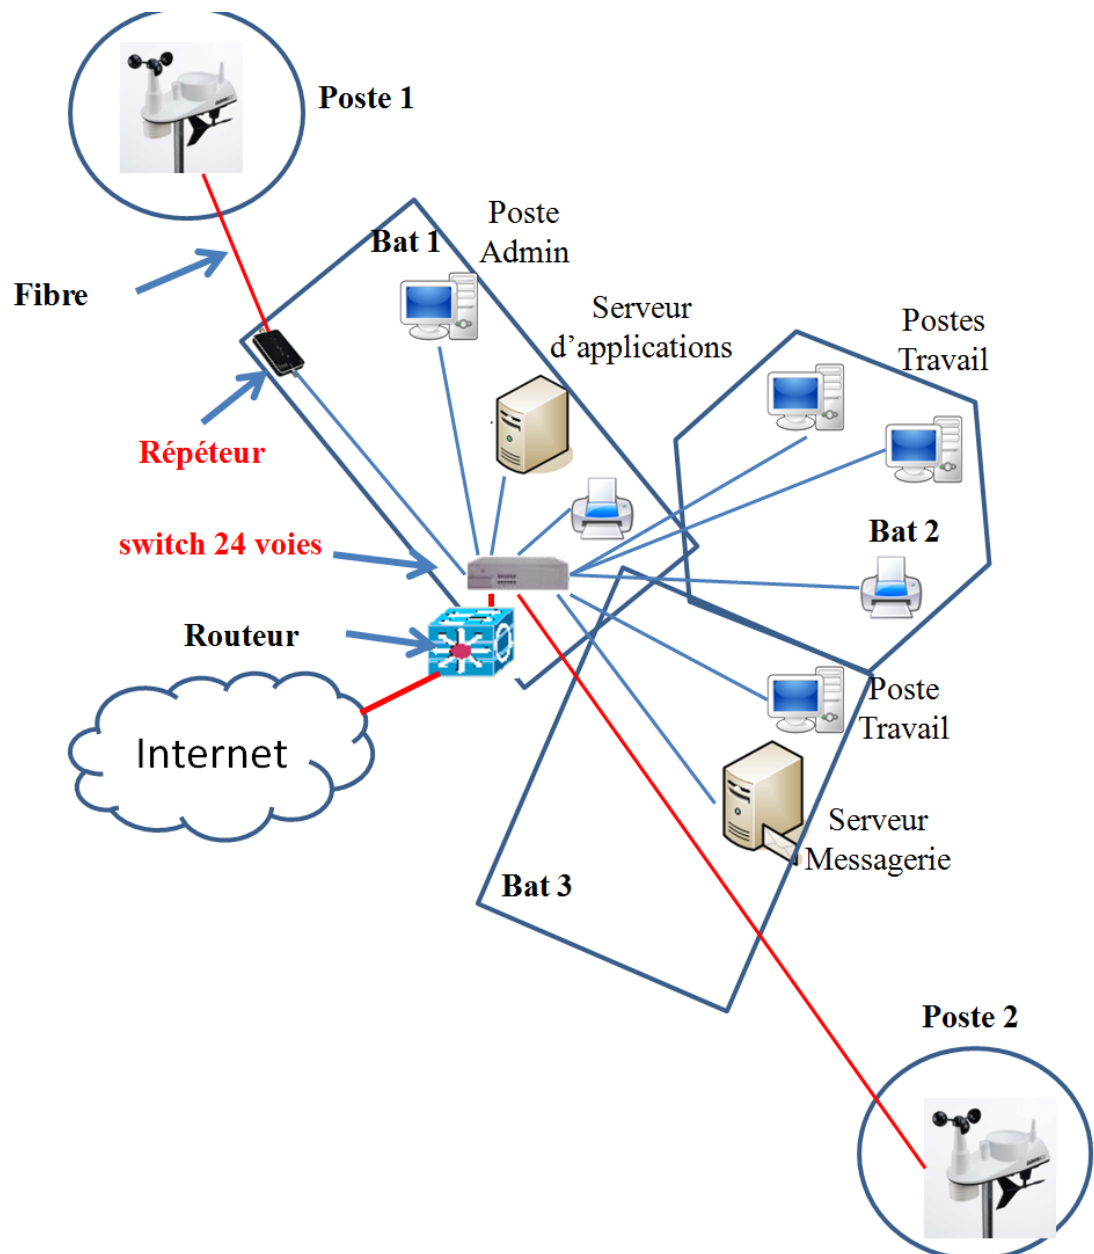 Poste 1
Bat 1
Poste
Admin
Fibre
Serveur
d’applications
Postes
Travail
Répéteur
Bat 2
switch 24 voies
Routeur
Internet
Poste
Travail
Serveur
Messagerie
Bat 3
Poste 2